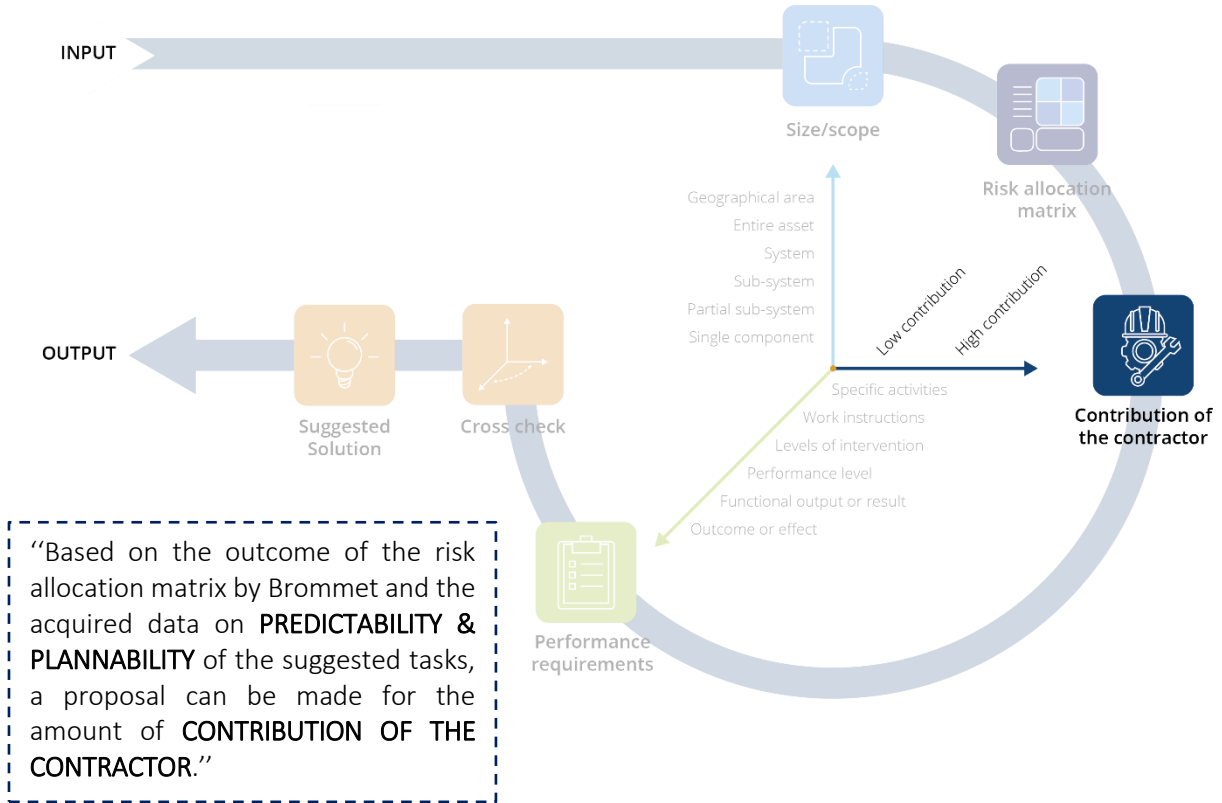 INPUT
Size/scope
Risk allocation
matrix
Geographical area
Entire asset
System
Sub-system
Partial sub-system
Single component
Low contribution
High contribution
Contribution of
the contractor
OUTPUT
Suggested
Solution
Cross check
Specific activities
Work instructions
Levels of intervention
Performance level
Functional output or result
Outcome or effect
Performance
requirements
‘‘Based on the outcome of the risk
allocation matrix by Brommet and the
acquired data on PREDICTABILITY &
PLANNABILITY of the suggested tasks,
a proposal can be made for the
amount of CONTRIBUTION OF THE
CONTRACTOR.’’